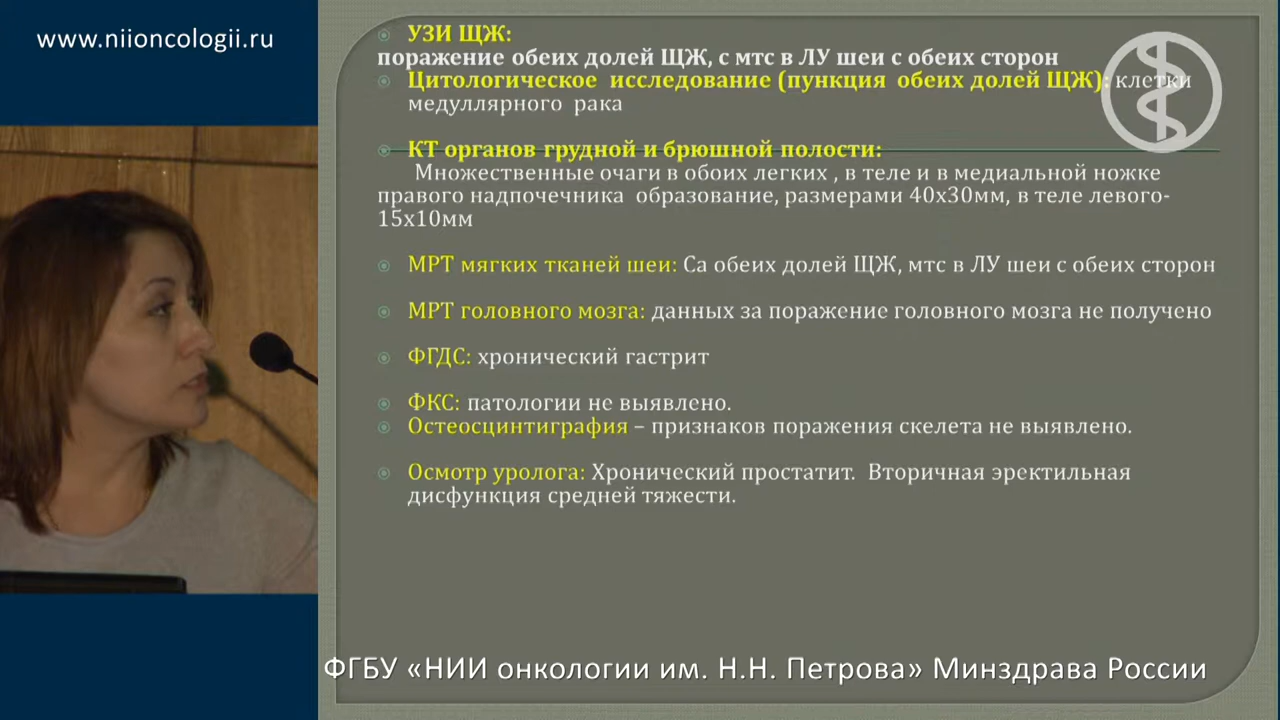 www.niioncologii.ru
УЗИ ЩЖ:
поражение обеих долей ЩЖ, с мтс в ЛУ шеи с обеих сторон
Цитологическое исследование (пункция обеих долей ЩЖ): клетки
медуллярного рака
КТ органов грудной и брюшной полости:
Множественные очаги в обоих легких , в теле и в медиальной ножке
правого надпочечника образование, размерами 40х30мм, в теле левого-
15х10мм
МРТ мягких тканей шеи: Са обеих долей ЩЖ, мтс в ЛУ шеи с обеих сторон
МРТ головного мозга: данных за поражение головного мозга не получено
ФГДС: хронический гастрит
ФКС: патологии не выявлено.
Остеосцинтиграфия – признаков поражения скелета не выявлено.
Осмотр уролога: Хронический простатит. Вторичная эректильная
дисфункция средней тяжести.
ФГБУ «НИИ онкологии им. Н.Н. Петрова» Минздрава России